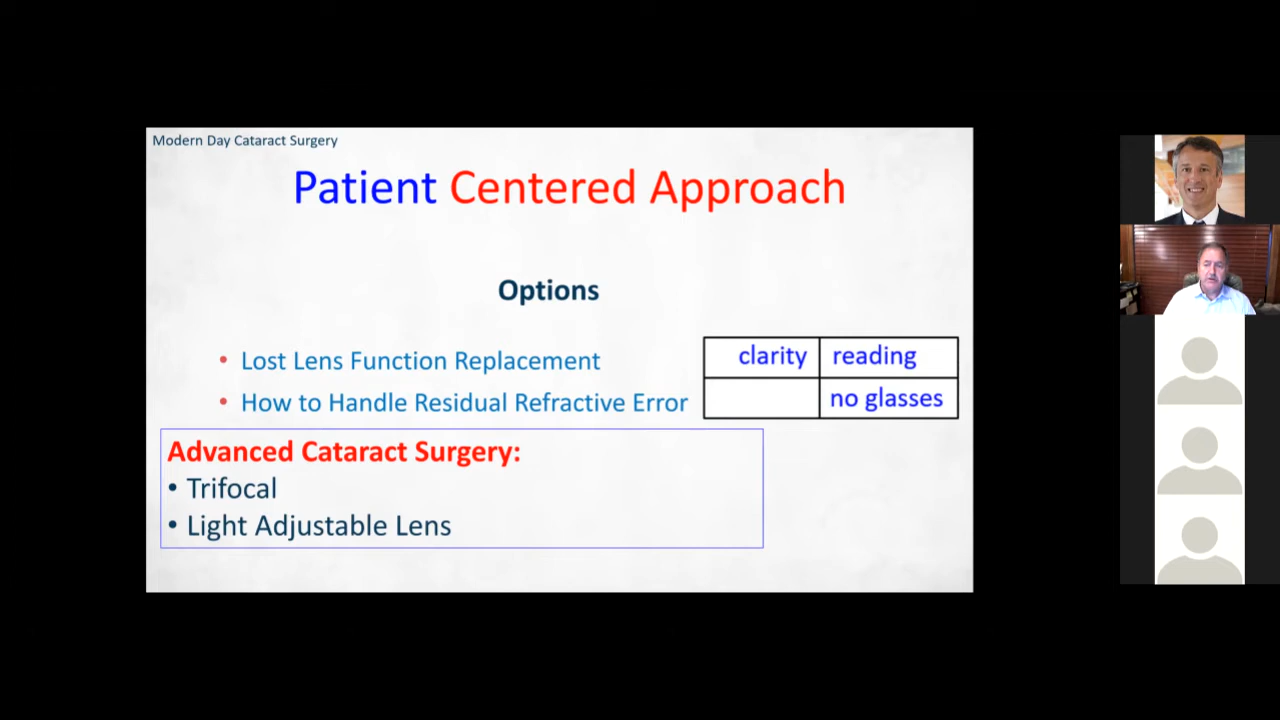 Modern Day Cataract Surgery
Patient Centered Approach
Options
• Lost Lens Function Replacement
• How to Handle Residual Refractive Error
clarity reading
no glasses
Advanced Cataract Surgery:
• Trifocal
• Light Adjustable Lens